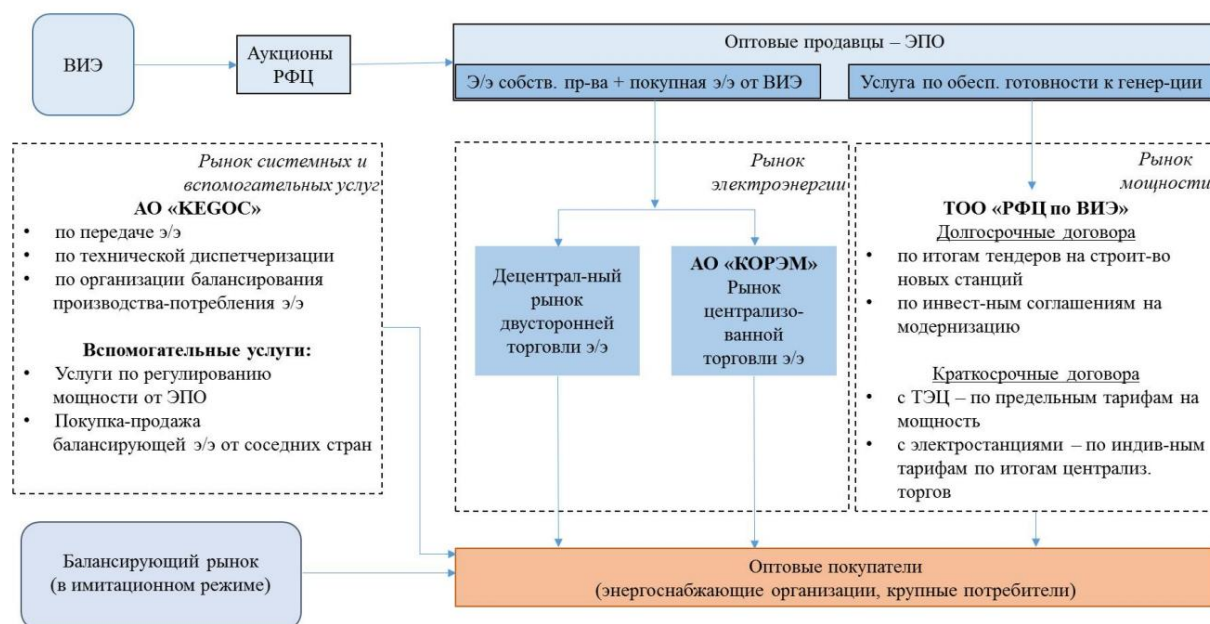 ВИЭ
Аукционы
РФЦ
Оптовые продавцы – ЭПО
Э/э собств. пр-ва + покупная э/э от ВИЭ
Услуга по обесп. готовности к генер-ции
Рынок системных и
вспомогательных услуг
АО «KEGOC»
• по передаче э/э
• по технической диспетчеризации
• по организации балансирования
производства-потребления э/э
Вспомогательные услуги:
• Услуги по регулированию
мощности от ЭПО
• Покупка-продажа
балансирующей э/э от соседних стран
Рынок
электроэнергии
Децентрал-ный
рынок
двусторонней
торговли э/э
АО «КОРЭМ»
Рынок
централизо-
ванной
торговли э/э
Рынок
мощности
ТОО «РФЦ по ВИЭ»
Долгосрочные договора
• по итогам тендеров на строит-во
новых станций
• по инвест-ным соглашениям на
модернизацию
Краткосрочные договора
• с ТЭЦ – по предельным тарифам на
мощность
• с электростанциями – по индив-ным
тарифам по итогам централиз.
торгов
Балансирующий рынок
(в имитационном режиме)
Оптовые покупатели
(энергоснабжающие организации, крупные потребители)